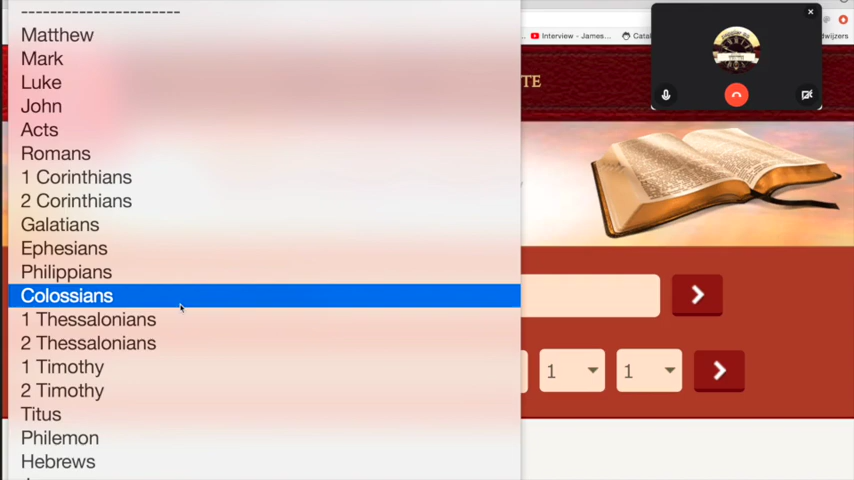 ---------------------
Matthew
Mark
Luke
John
Acts
Romans
1 Corinthians
2 Corinthians
Galatians
Ephesians
Philippians
Colossians
1 Thessalonians
2 Thessalonians
1 Timothy
2 Timothy
Titus
Philemon
Hebrews
Interview - James...
TE
1
1